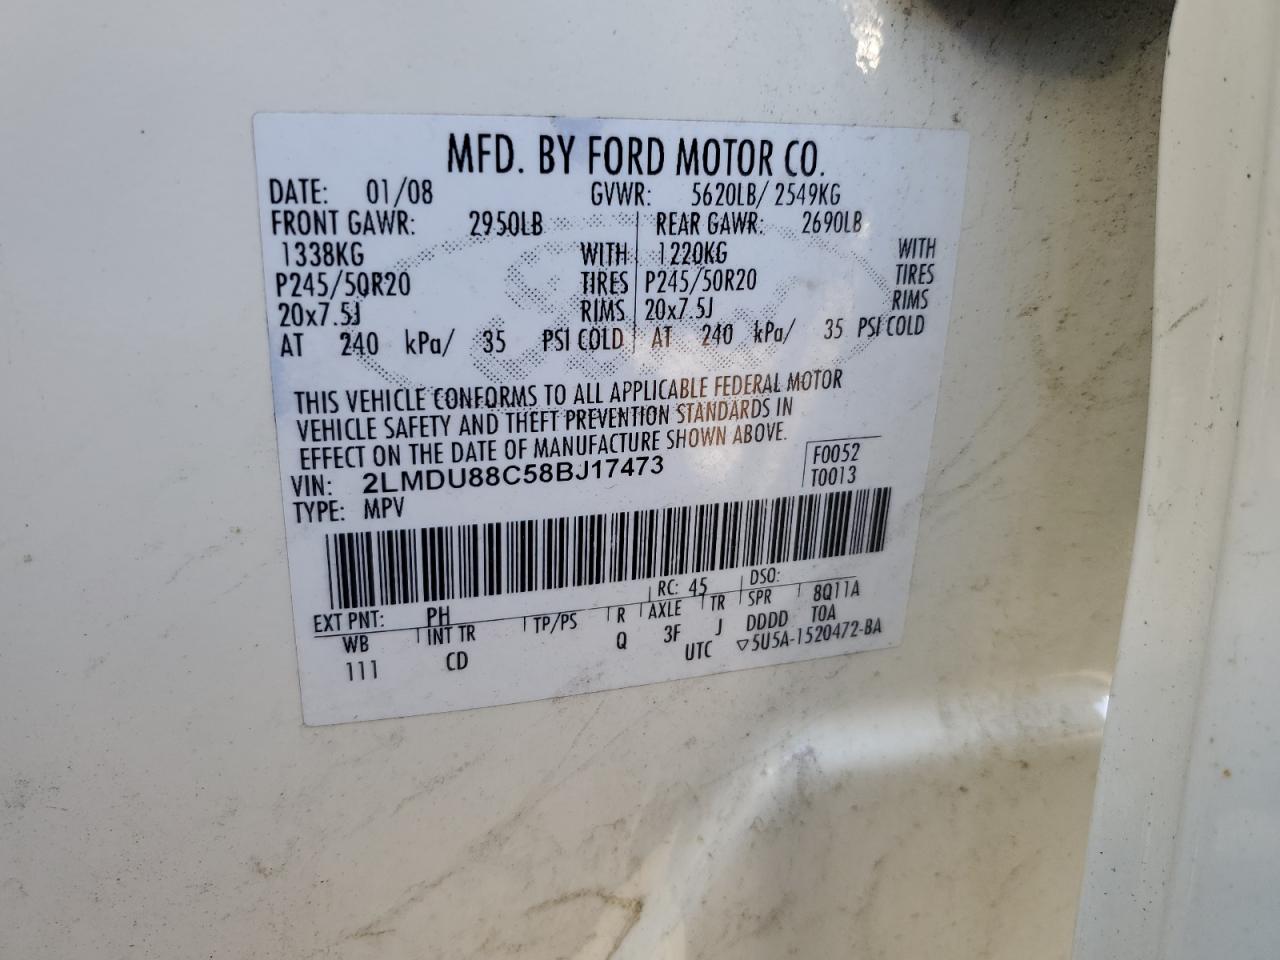 MFD. BY FORD MOTOR CO.
DATE: 01/08 GVWR: 5620LB/ 2549KG
FRONT GAWR: 2950LB REAR GAWR: 2690LB
1338KG WITH 1220KG WITH
P245/50R20 TIRES P245/50R20 TIRES
20x7.5J RIMS 20x7.5J RIMS
AT 240 kPa/ 35 PSI COLD AT 240 kPa/ 35 PSI COLD
THIS VEHICLE CONFORMS TO ALL APPLICABLE FEDERAL MOTOR
VEHICLE SAFETY AND THEFT PREVENTION STANDARDS IN
EFFECT ON THE DATE OF MANUFACTURE SHOWN ABOVE.
VIN: 2LMDU88C58BJ17473 F0052
TYPE: MPV T0013
EXT PNT: PH RC: 45 DSO:
WB INT TR TP/PS R AXLE TR SPR 8Q11A
111 CD Q 3F J DDDD T0A
UTC ▽5U5A-1520472-BA